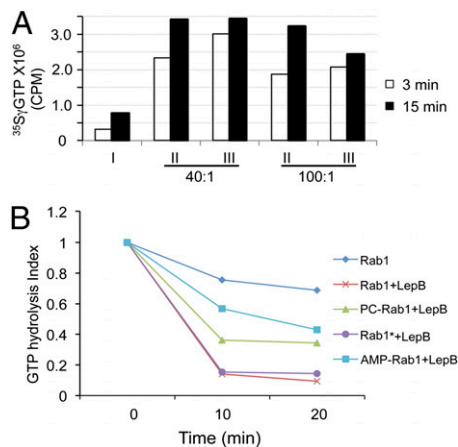 A
³⁵Sγ/GTP X10⁶
(CPM)
3.0
2.0
1.0
0
I
II
III
II
III
40:1
100:1
3 min
15 min
B
GTP hydrolysis Index
1.2
1
0.8
0.6
0.4
0.2
0
0
10
20
Time (min)
Rab1
Rab1+LepB
PC-Rab1+LepB
Rab1*+LepB
AMP-Rab1+LepB